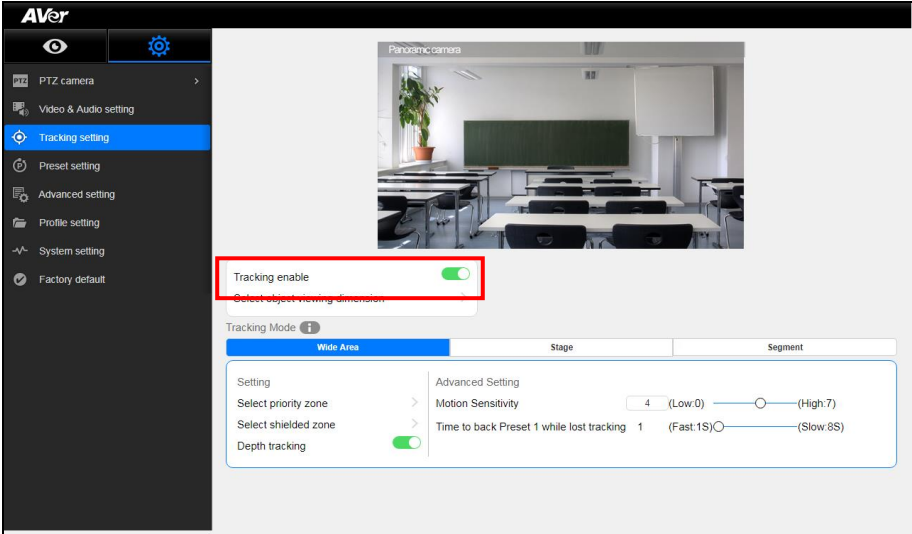 AVer
PTZ PTZ camera
Video & Audio setting
Tracking setting
Preset setting
Advanced setting
Profile setting
System setting
Factory default
Panoramic camera
Tracking enable
Select object viewing dimension
Tracking Mode i
Wide Area Stage Segment
Setting Advanced Setting
Select priority zone Motion Sensitivity 4 (Low:0) (High:7)
Select shielded zone Time to back Preset 1 while lost tracking 1 (Fast:1S) (Slow:8S)
Depth tracking